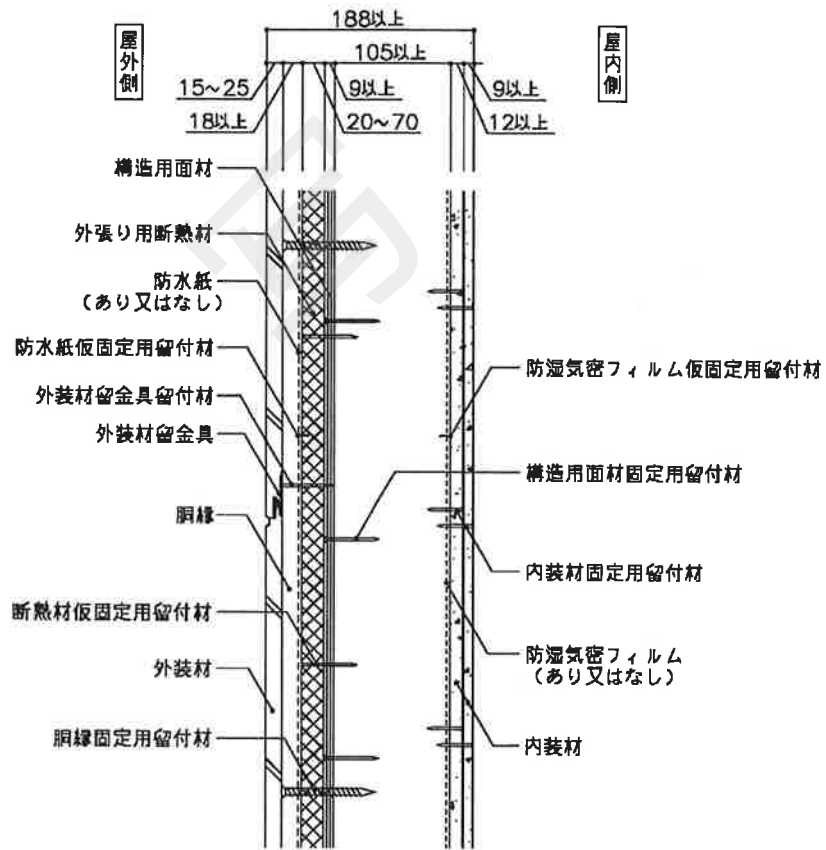 188以上
屋外側
105以上
屋内側
15~25
9以上
9以上
18以上
20~70
12以上
構造用面材
外張り用断熱材
防水紙
(あり又はなし)
防水紙仮固定用留付材
防湿気密フィルム仮固定用留付材
外装材留金具留付材
外装材留金具
構造用面材固定用留付材
胴縁
内装材固定用留付材
断熱材仮固定用留付材
防湿気密フィルム
(あり又はなし)
外装材
胴縁固定用留付材
内装材
写